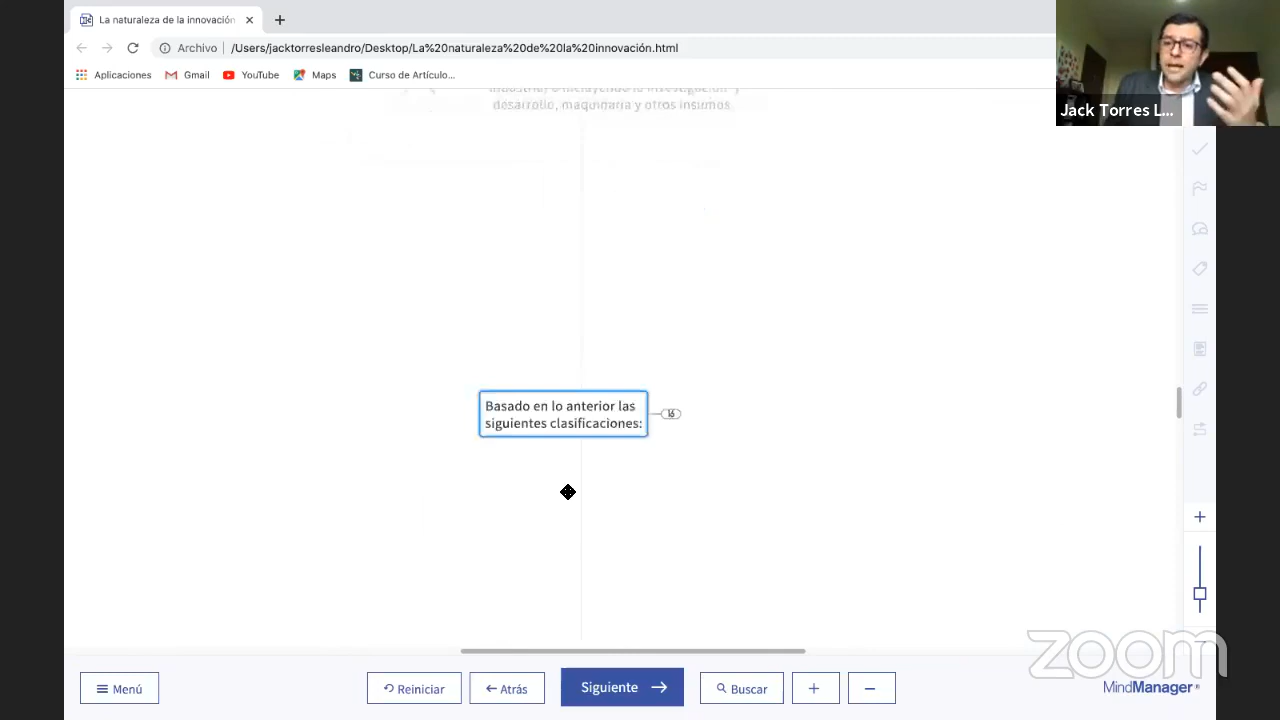 La naturaleza de la innovación
Archivo
/Users/jacktorresleandro/Desktop/La%20naturaleza%20de%20la%20innovación.html
Aplicaciones
Gmail
YouTube
Maps
Curso de Artículo...
Jack Torres L...
desarrollo, maquinaria y otros insumos
Basado en lo anterior las
siguientes clasificaciones:
Menú
Reiniciar
Atrás
Siguiente
Buscar
zoom
MindManager